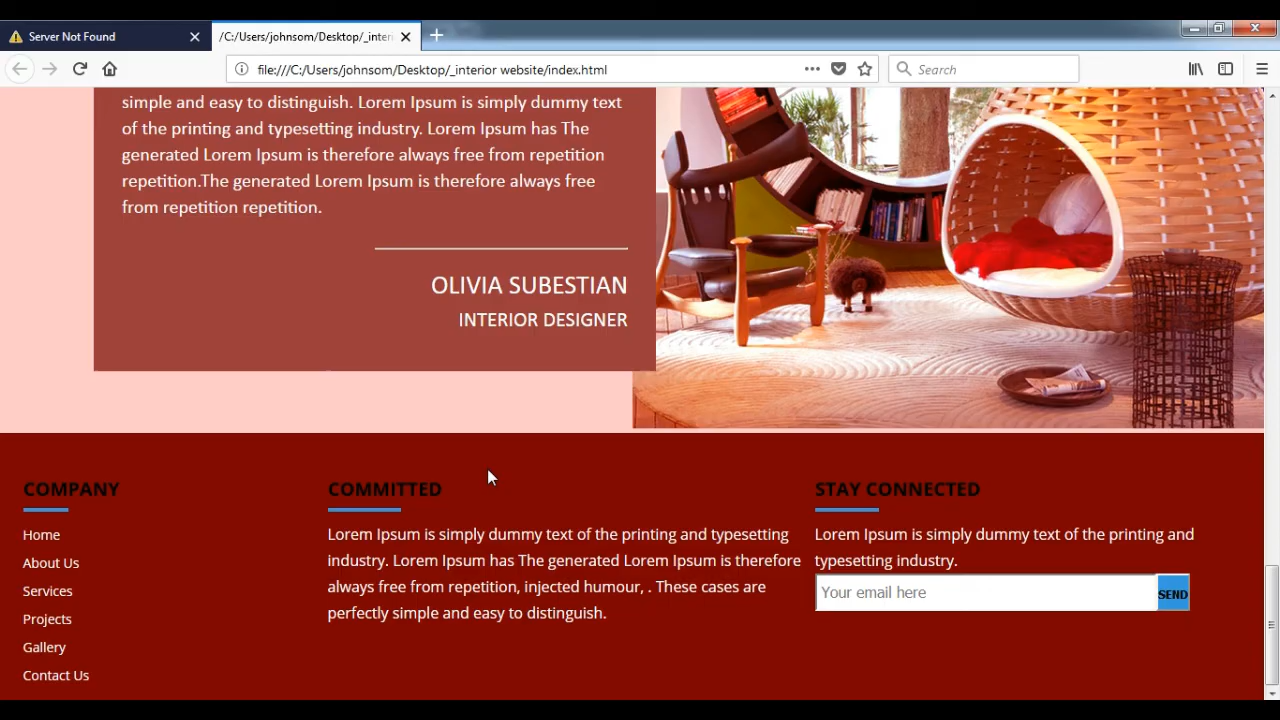 Server Not Found
/C:/Users/johnsom/Desktop/_inter
file:///C:/Users/johnsom/Desktop/_interior website/index.html
Search
simple and easy to distinguish. Lorem Ipsum is simply dummy text
of the printing and typesetting industry. Lorem Ipsum has The
generated Lorem Ipsum is therefore always free from repetition
repetition.The generated Lorem Ipsum is therefore always free
from repetition repetition.
OLIVIA SUBESTIAN
INTERIOR DESIGNER
COMPANY
Home
About Us
Services
Projects
Gallery
Contact Us
COMMITTED
Lorem Ipsum is simply dummy text of the printing and typesetting
industry. Lorem Ipsum has The generated Lorem Ipsum is therefore
always free from repetition, injected humour, . These cases are
perfectly simple and easy to distinguish.
STAY CONNECTED
Lorem Ipsum is simply dummy text of the printing and
typesetting industry.
Your email here
SEND